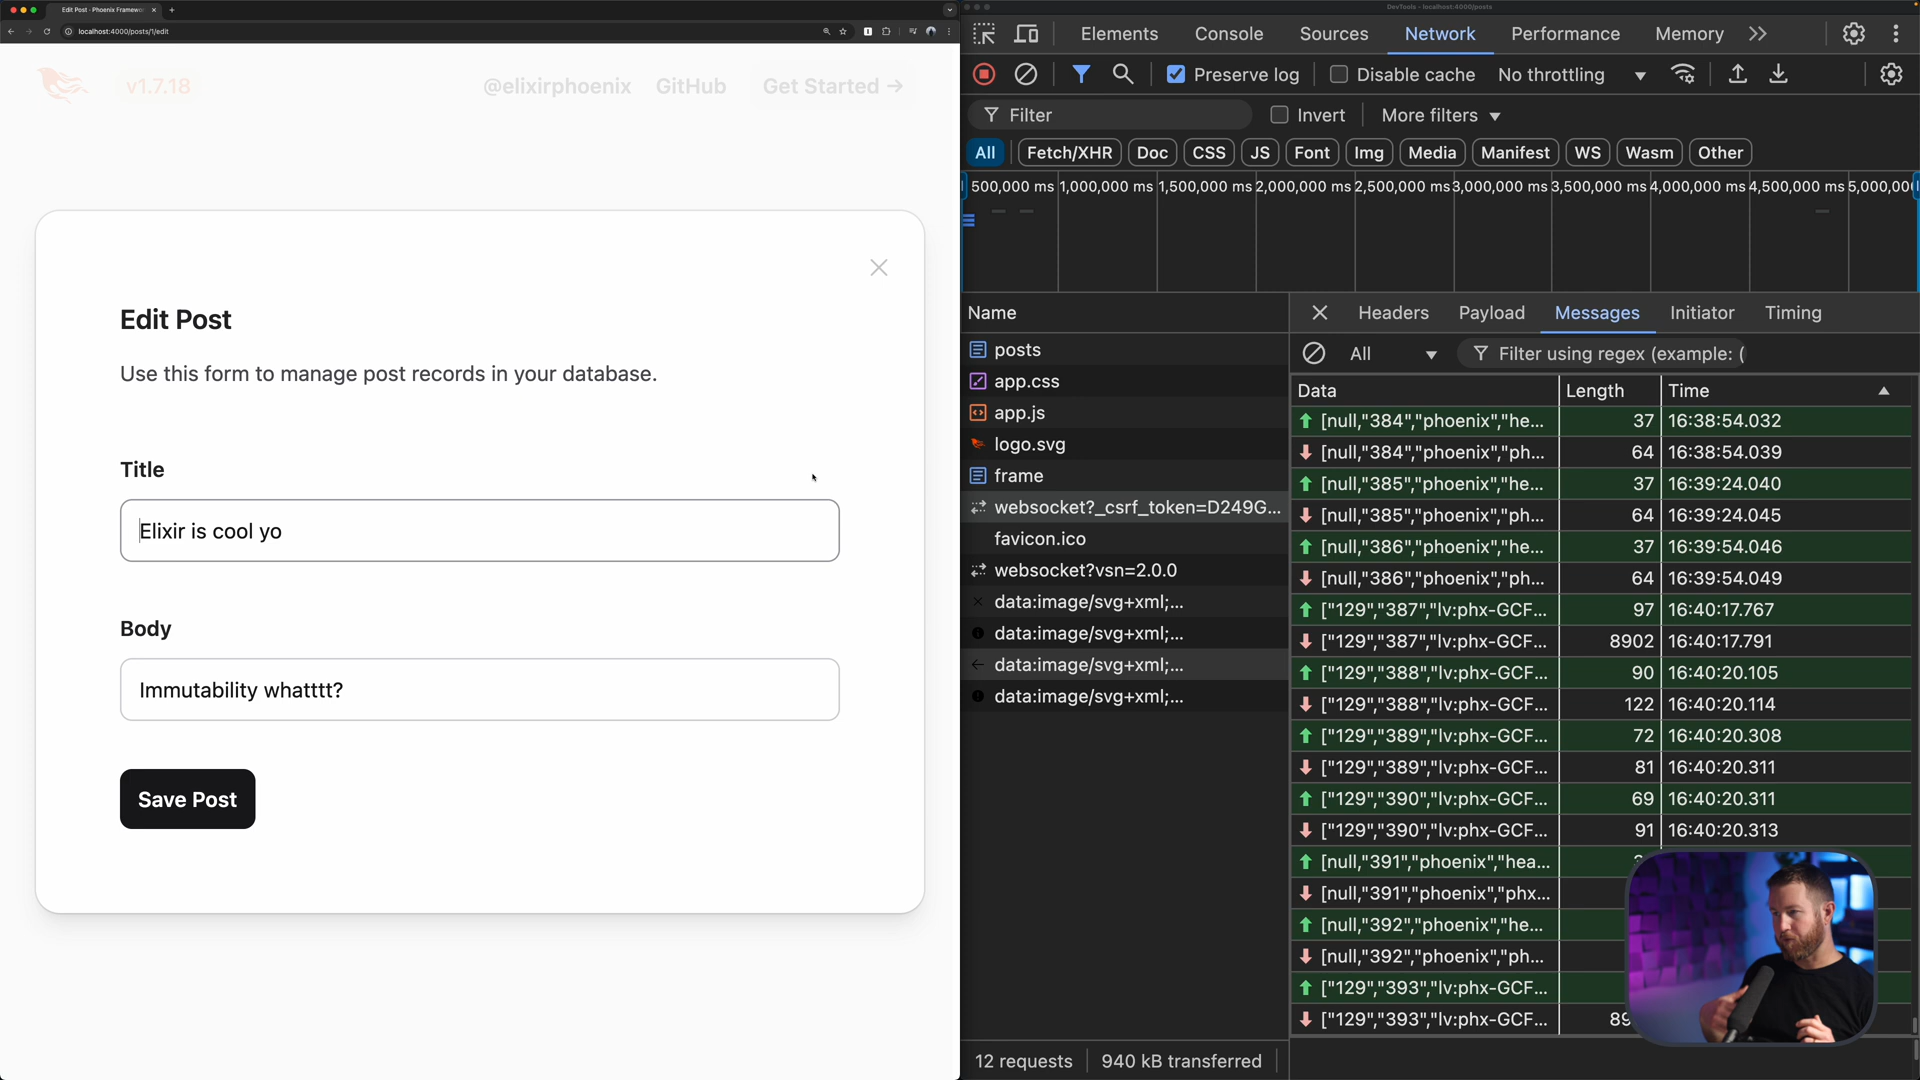 Edit Post · Phoenix Framewor
localhost:4000/posts/1/edit
v1.7.18
@elixirphoenix GitHub Get Started →
Edit Post
Use this form to manage post records in your database.
Title
Elixir is cool yo
Body
Immutability whatttt?
Save Post
DevTools - localhost:4000/posts
Elements Console Sources Network Performance Memory
Preserve log Disable cache No throttling
Filter Invert More filters
All Fetch/XHR Doc CSS JS Font Img Media Manifest WS Wasm Other
500,000 ms 1,000,000 ms 1,500,000 ms 2,000,000 ms 2,500,000 ms 3,000,000 ms 3,500,000 ms 4,000,000 ms 4,500,000 ms 5,000,00
Name
posts
app.css
app.js
logo.svg
frame
websocket?_csrf_token=D249G...
favicon.ico
websocket?vsn=2.0.0
data:image/svg+xml;...
data:image/svg+xml;...
data:image/svg+xml;...
data:image/svg+xml;...
12 requests 940 kB transferred
Headers Payload Messages Initiator Timing
All Filter using regex (example: (
Data Length Time
[null,"384","phoenix","he... 37 16:38:54.032
[null,"384","phoenix","ph... 64 16:38:54.039
[null,"385","phoenix","he... 37 16:39:24.040
[null,"385","phoenix","ph... 64 16:39:24.045
[null,"386","phoenix","he... 37 16:39:54.046
[null,"386","phoenix","ph... 64 16:39:54.049
["129","387","lv:phx-GCF... 97 16:40:17.767
["129","387","lv:phx-GCF... 8902 16:40:17.791
["129","388","lv:phx-GCF... 90 16:40:20.105
["129","388","lv:phx-GCF... 122 16:40:20.114
["129","389","lv:phx-GCF... 72 16:40:20.308
["129","389","lv:phx-GCF... 81 16:40:20.311
["129","390","lv:phx-GCF... 69 16:40:20.311
["129","390","lv:phx-GCF... 91 16:40:20.313
[null,"391","phoenix","hea...
[null,"391","phoenix","phx...
[null,"392","phoenix","he...
[null,"392","phoenix","ph...
["129","393","lv:phx-GCF...
["129","393","lv:phx-GCF... 89